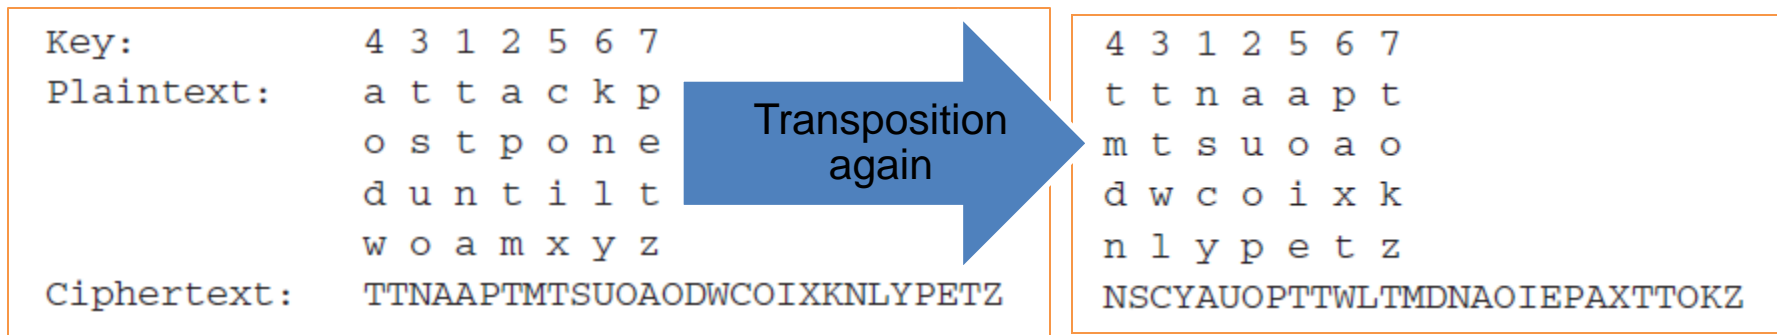 Key: 4 3 1 2 5 6 7
Plaintext: a t t a c k p
o s t p o n e
d u n t i l t
w o a m x y z
Ciphertext: TTNAAPTMTSUOAODWCOIXKNLYPETZ
Transposition
again
4 3 1 2 5 6 7
t t n a a p t
m t s u o a o
d w c o i x k
n l y p e t z
NSCYAUOPTTWLTMDNAOIEPAXTTOKZ